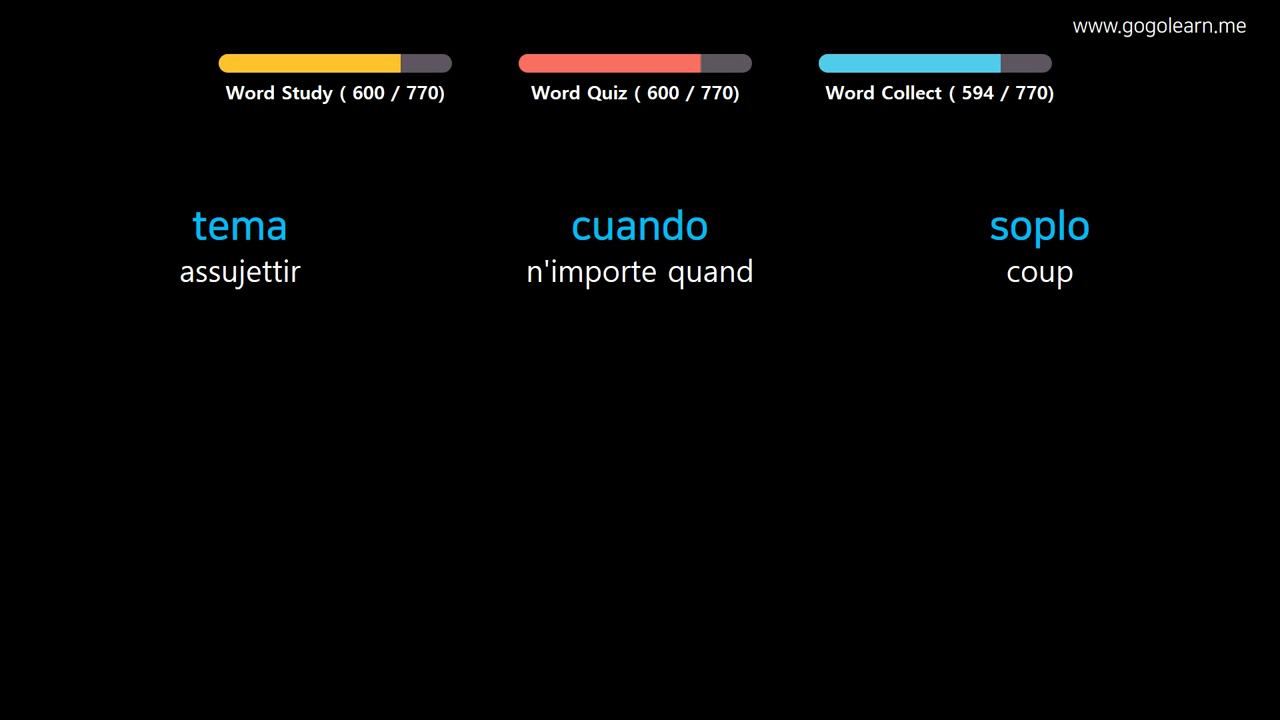 www.gogolearn.me
Word Study ( 600 / 770)
Word Quiz ( 600 / 770)
Word Collect ( 594 / 770)
tema
assujettir
cuando
n'importe quand
soplo
coup